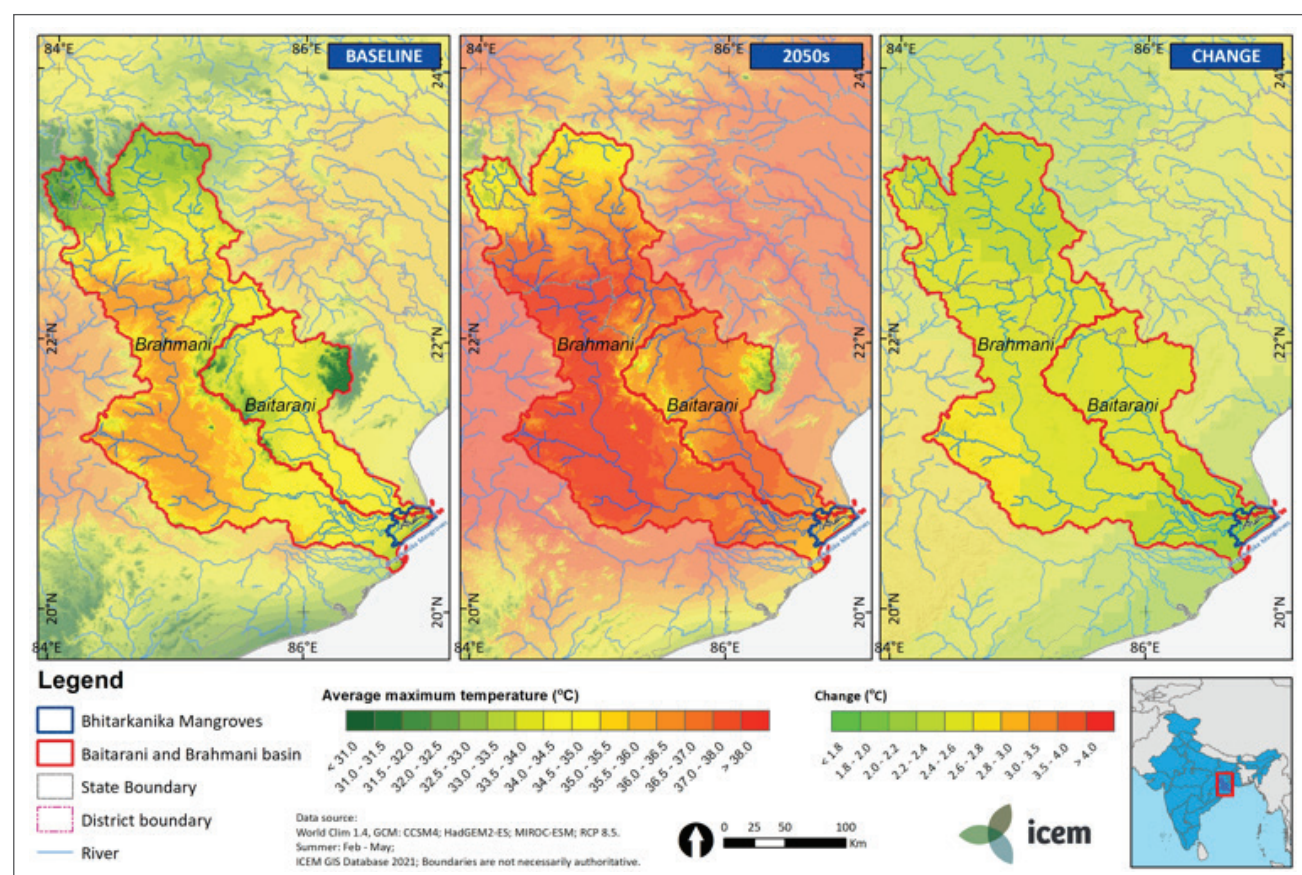 84°E
86°E
BASELINE
24°N
22°N
20°N
Brahmani
Baitarani
84°E
86°E
84°E
86°E
2050s
24°N
22°N
20°N
Brahmani
Baitarani
84°E
86°E
84°E
86°E
CHANGE
24°N
22°N
20°N
Brahmani
Baitarani
84°E
86°E
Legend
Bhitarkanika Mangroves
Baitarani and Brahmani basin
State Boundary
District boundary
River
Average maximum temperature (°C)
< 31.0
31.0 - 31.5
31.5 - 32.0
32.0 - 32.5
32.5 - 33.0
33.0 - 33.5
33.5 - 34.0
34.0 - 34.5
34.5 - 35.0
35.0 - 35.5
35.5 - 36.0
36.0 - 36.5
36.5 - 37.0
37.0 - 38.0
> 38.0
Change (°C)
< 1.8
1.8 - 2.0
2.0 - 2.2
2.2 - 2.4
2.4 - 2.6
2.6 - 2.8
2.8 - 3.0
3.0 - 3.5
3.5 - 4.0
> 4.0
Data source:
World Clim 1.4, GCM: CCSM4; HadGEM2-ES; MIROC-ESM; RCP 8.5.
Summer: Feb - May;
ICEM GIS Database 2021; Boundaries are not necessarily authoritative.
0 25 50 100
Km
icem